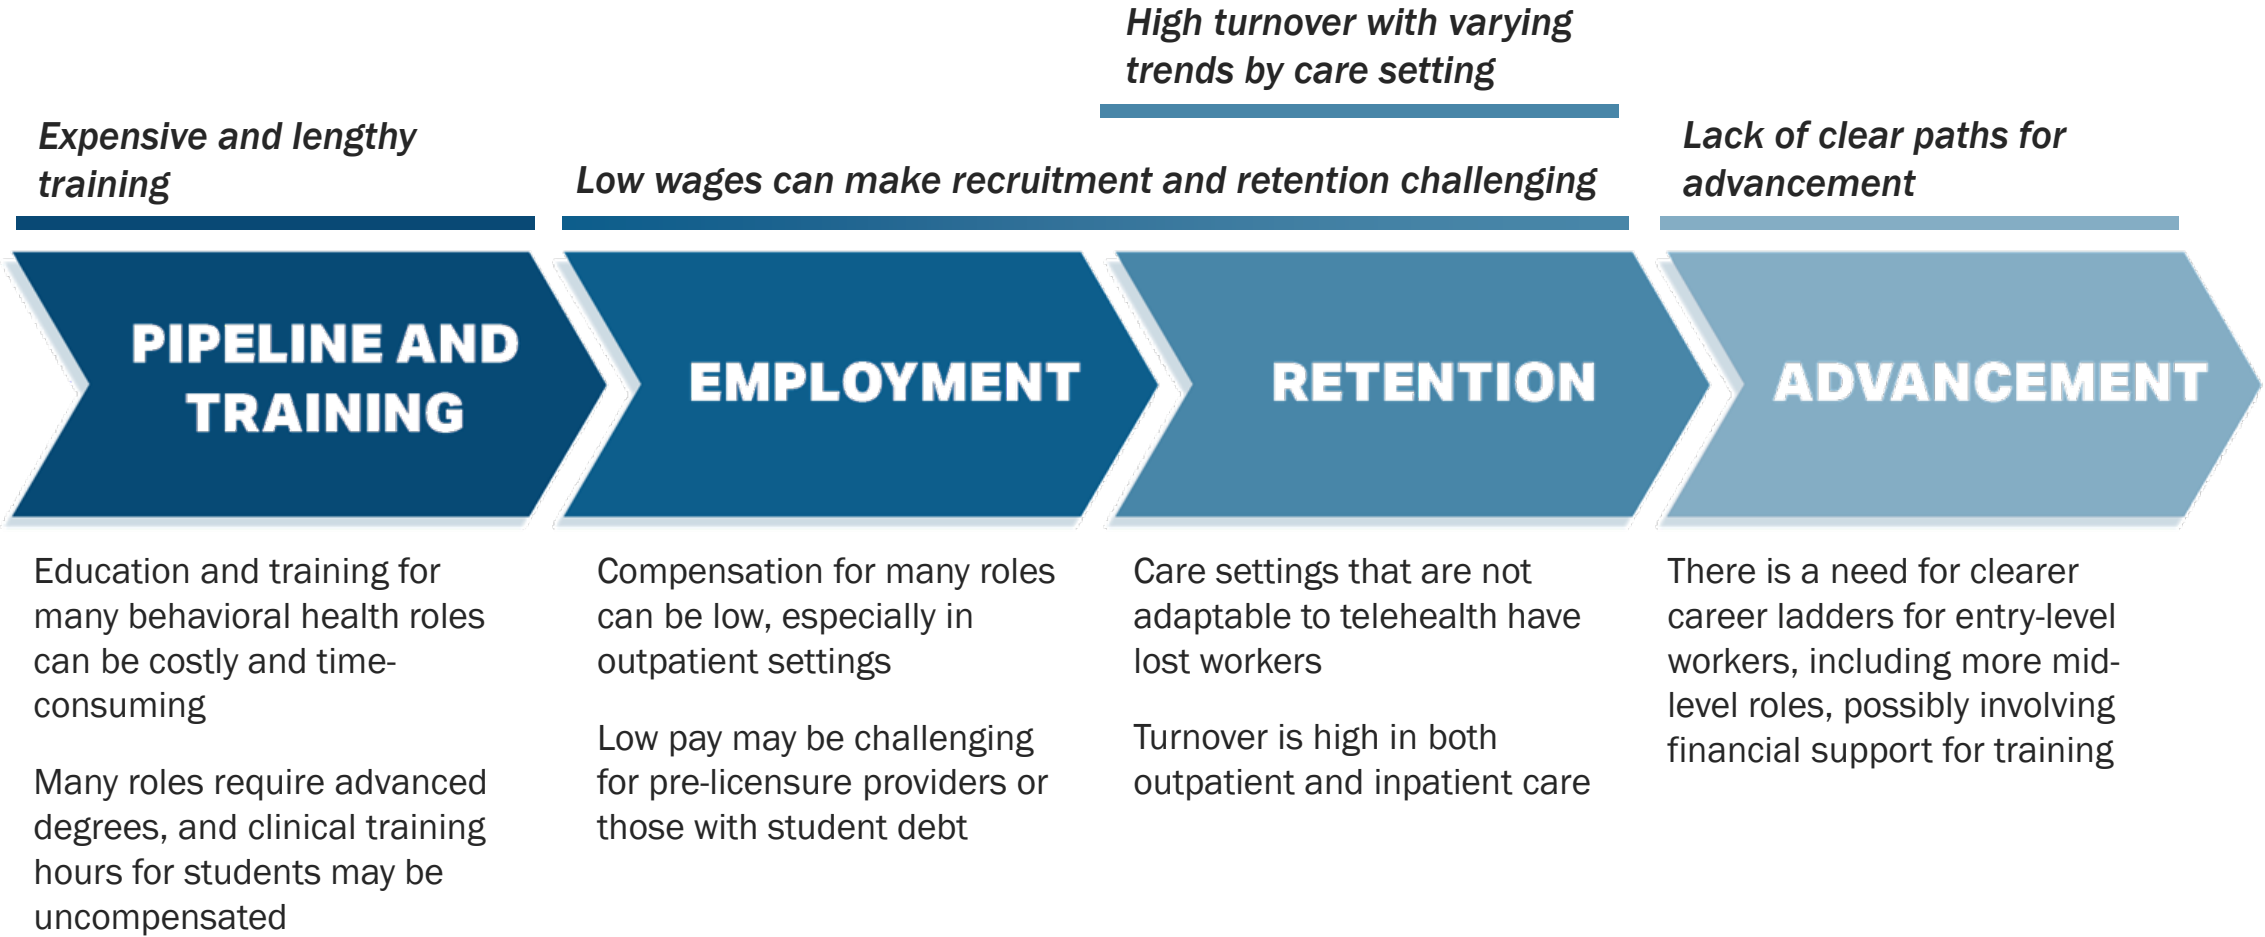 High turnover with varying
trends by care setting
Expensive and lengthy
training
Low wages can make recruitment and retention challenging
Lack of clear paths for
advancement
PIPELINE AND
TRAINING
EMPLOYMENT
RETENTION
ADVANCEMENT
Education and training for
many behavioral health roles
can be costly and time-
consuming
Many roles require advanced
degrees, and clinical training
hours for students may be
uncompensated
Compensation for many roles
can be low, especially in
outpatient settings
Low pay may be challenging
for pre-licensure providers or
those with student debt
Care settings that are not
adaptable to telehealth have
lost workers
Turnover is high in both
outpatient and inpatient care
There is a need for clearer
career ladders for entry-level
workers, including more mid-
level roles, possibly involving
financial support for training